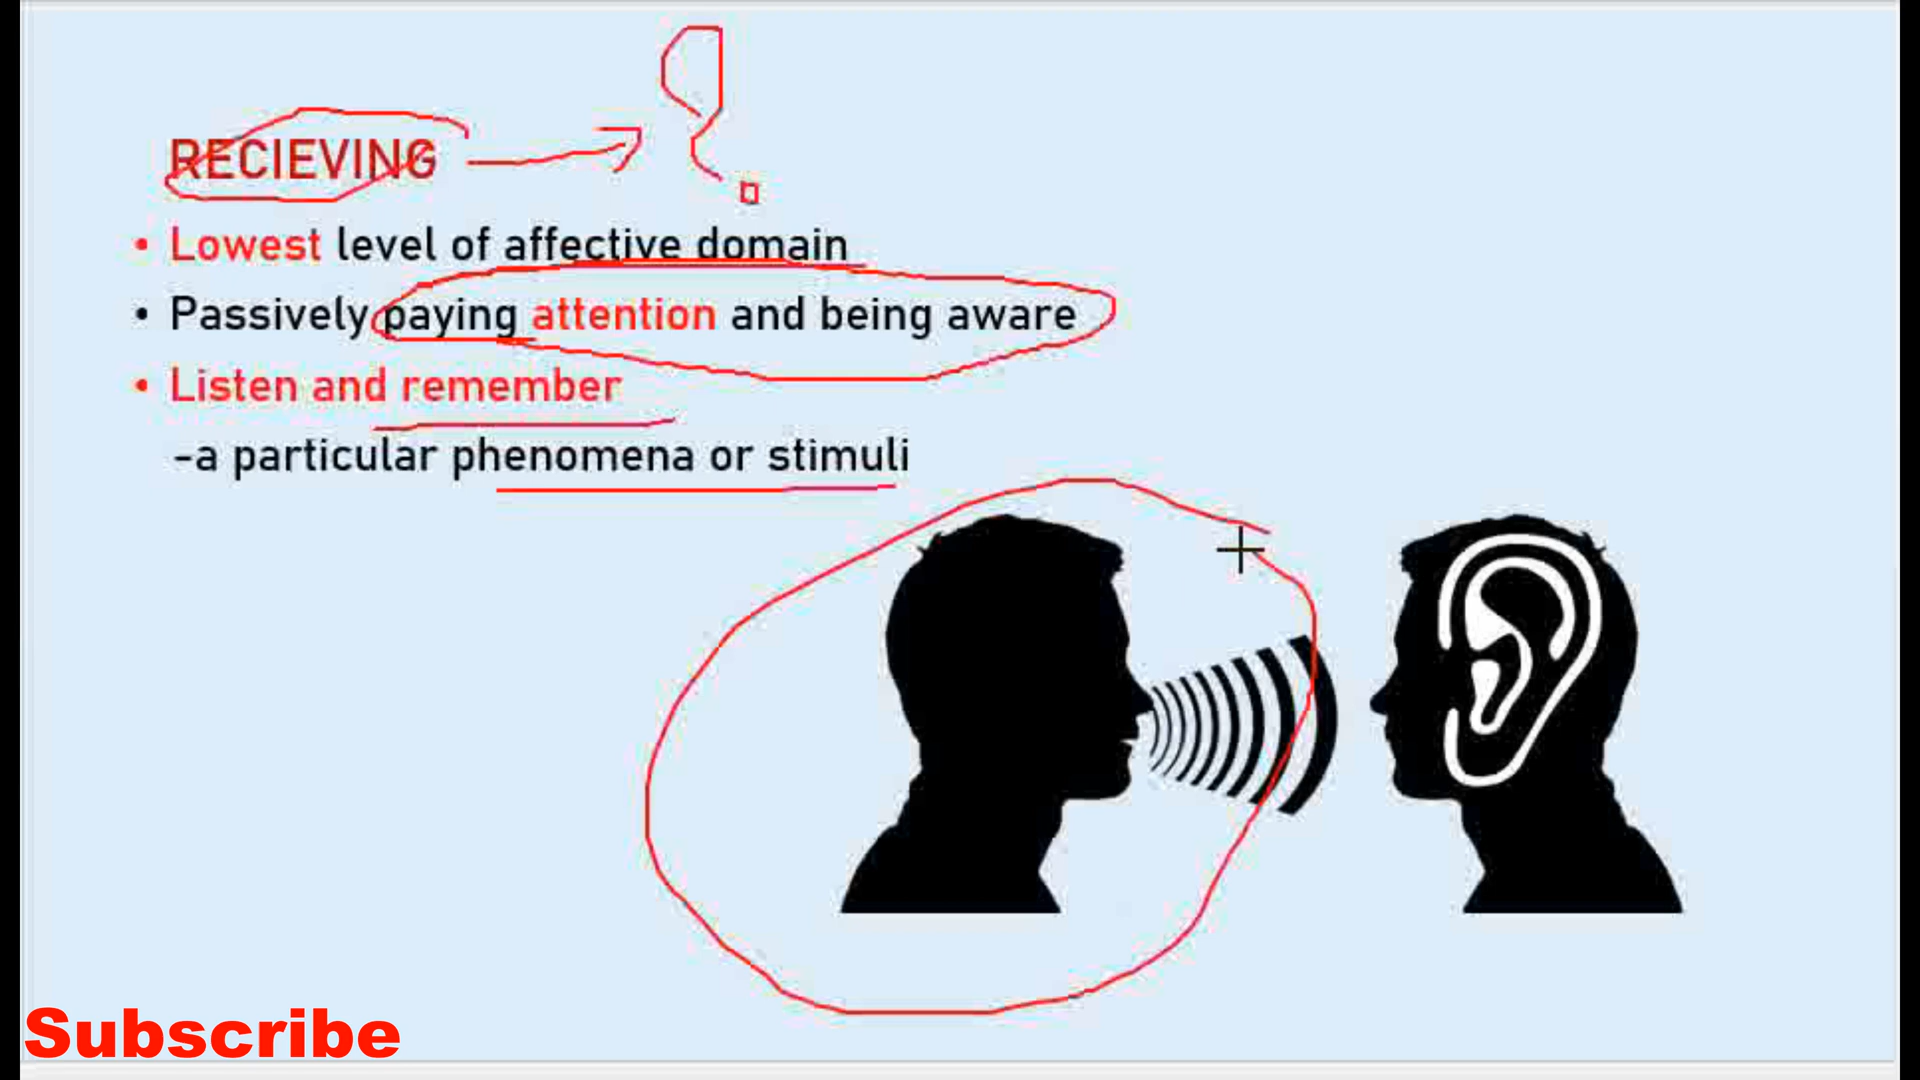 RECIEVING
• Lowest level of affective domain
• Passively paying attention and being aware
• Listen and remember
-a particular phenomena or stimuli
Subscribe